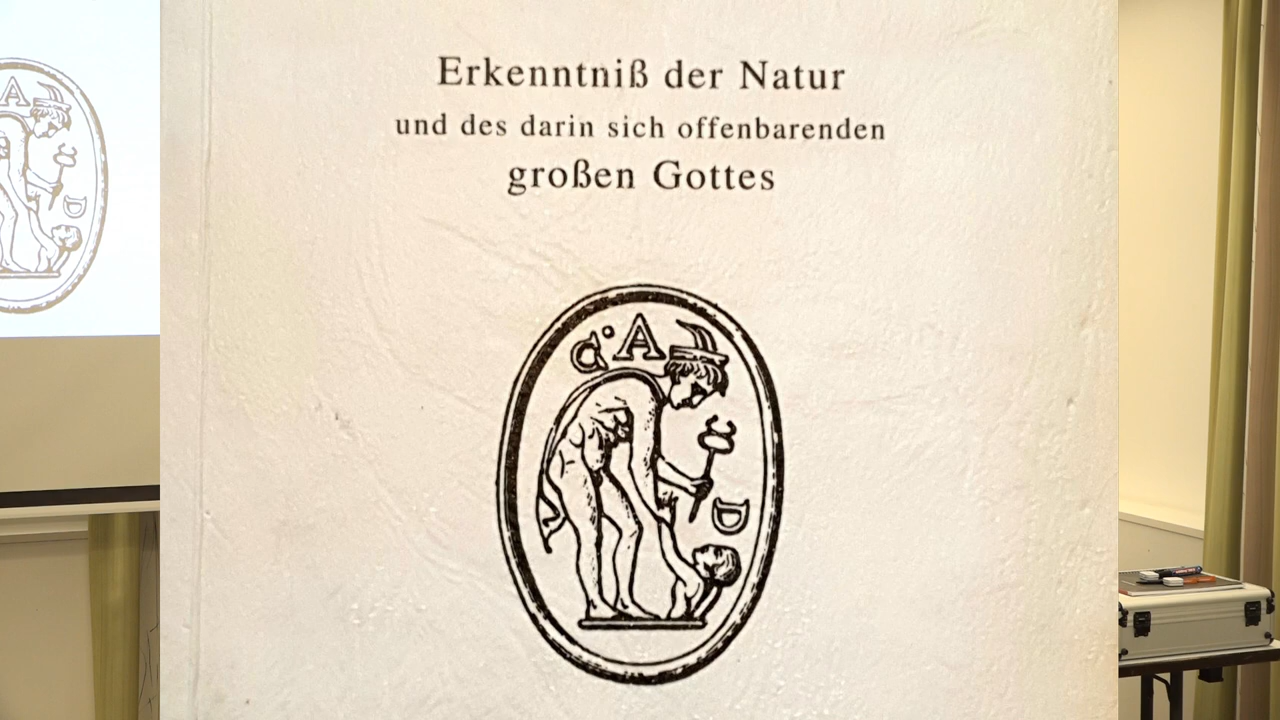 Erkenntniß der Natur
und des darin sich offenbarenden
großen Gottes
d'A
D
A
D